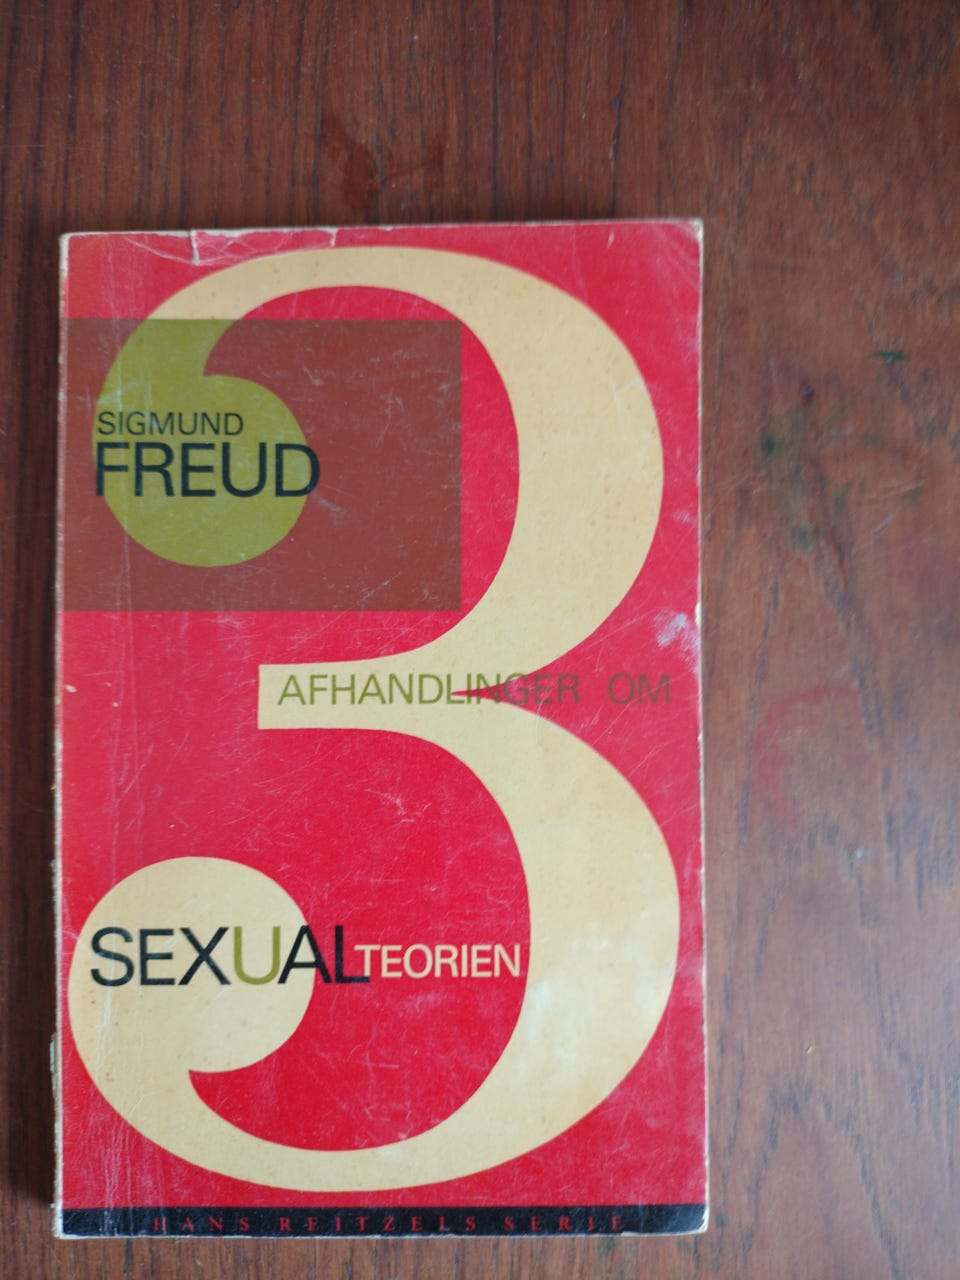 SIGMUND
FREUD
3
AFHANDLINGER OM
SEXUALTEORIEN
HANS REITZELS SERIE